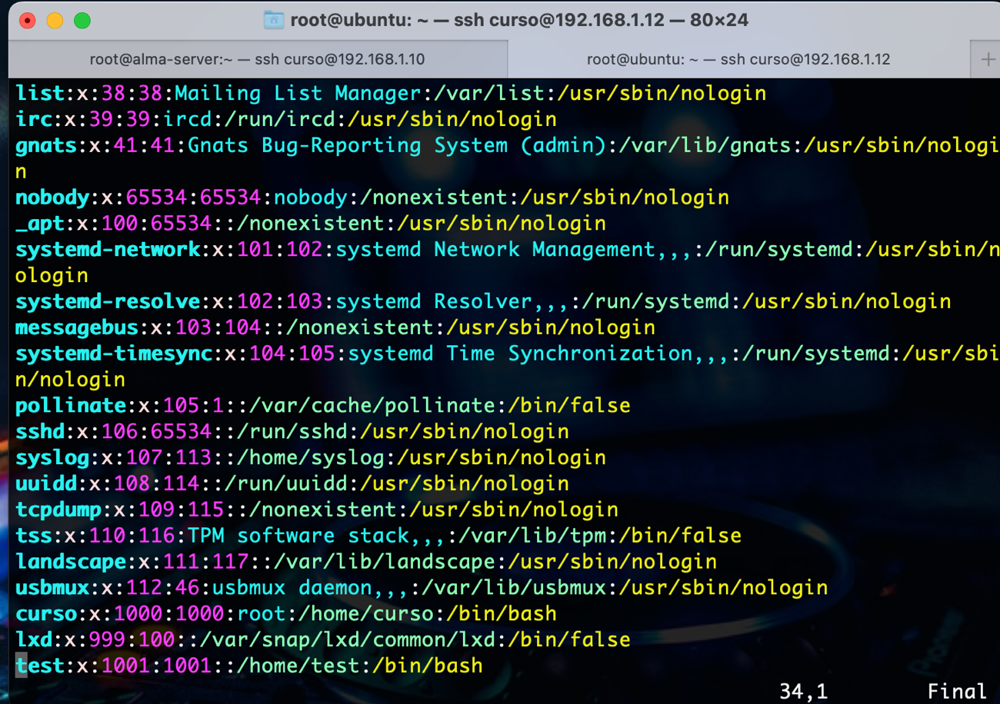 root@ubuntu: ~ — ssh curso@192.168.1.12 — 80×24
root@alma-server:~ — ssh curso@192.168.1.10
root@ubuntu: ~ — ssh curso@192.168.1.12
+
list:x:38:38:Mailing List Manager:/var/list:/usr/sbin/nologin
irc:x:39:39:ircd:/run/ircd:/usr/sbin/nologin
gnats:x:41:41:Gnats Bug-Reporting System (admin):/var/lib/gnats:/usr/sbin/nologi
n
nobody:x:65534:65534:nobody:/nonexistent:/usr/sbin/nologin
_apt:x:100:65534::/nonexistent:/usr/sbin/nologin
systemd-network:x:101:102:systemd Network Management,,,:/run/systemd:/usr/sbin/n
ologin
systemd-resolve:x:102:103:systemd Resolver,,,:/run/systemd:/usr/sbin/nologin
messagebus:x:103:104::/nonexistent:/usr/sbin/nologin
systemd-timesync:x:104:105:systemd Time Synchronization,,,:/run/systemd:/usr/sbi
n/nologin
pollinate:x:105:1::/var/cache/pollinate:/bin/false
sshd:x:106:65534::/run/sshd:/usr/sbin/nologin
syslog:x:107:113::/home/syslog:/usr/sbin/nologin
uuidd:x:108:114::/run/uuidd:/usr/sbin/nologin
tcpdump:x:109:115::/nonexistent:/usr/sbin/nologin
tss:x:110:116:TPM software stack,,,:/var/lib/tpm:/bin/false
landscape:x:111:117::/var/lib/landscape:/usr/sbin/nologin
usbmux:x:112:46:usbmux daemon,,,:/var/lib/usbmux:/usr/sbin/nologin
curso:x:1000:1000:root:/home/curso:/bin/bash
lxd:x:999:100::/var/snap/lxd/common/lxd:/bin/false
test:x:1001:1001::/home/test:/bin/bash
34,1 Final
Pioneer